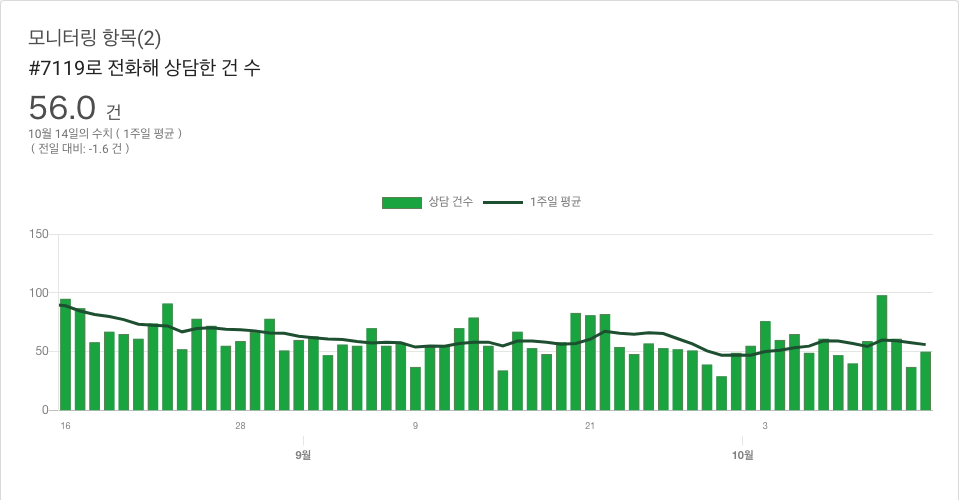 모니터링 항목(2)
#7119로 전화해 상담한 건 수
56.0 건
10월 14일의 수치 ( 1주일 평균 )
( 전일 대비: -1.6 건 )
상담 건수 1주일 평균
150
100
50
0
16 28 9 21 3
9월 10월